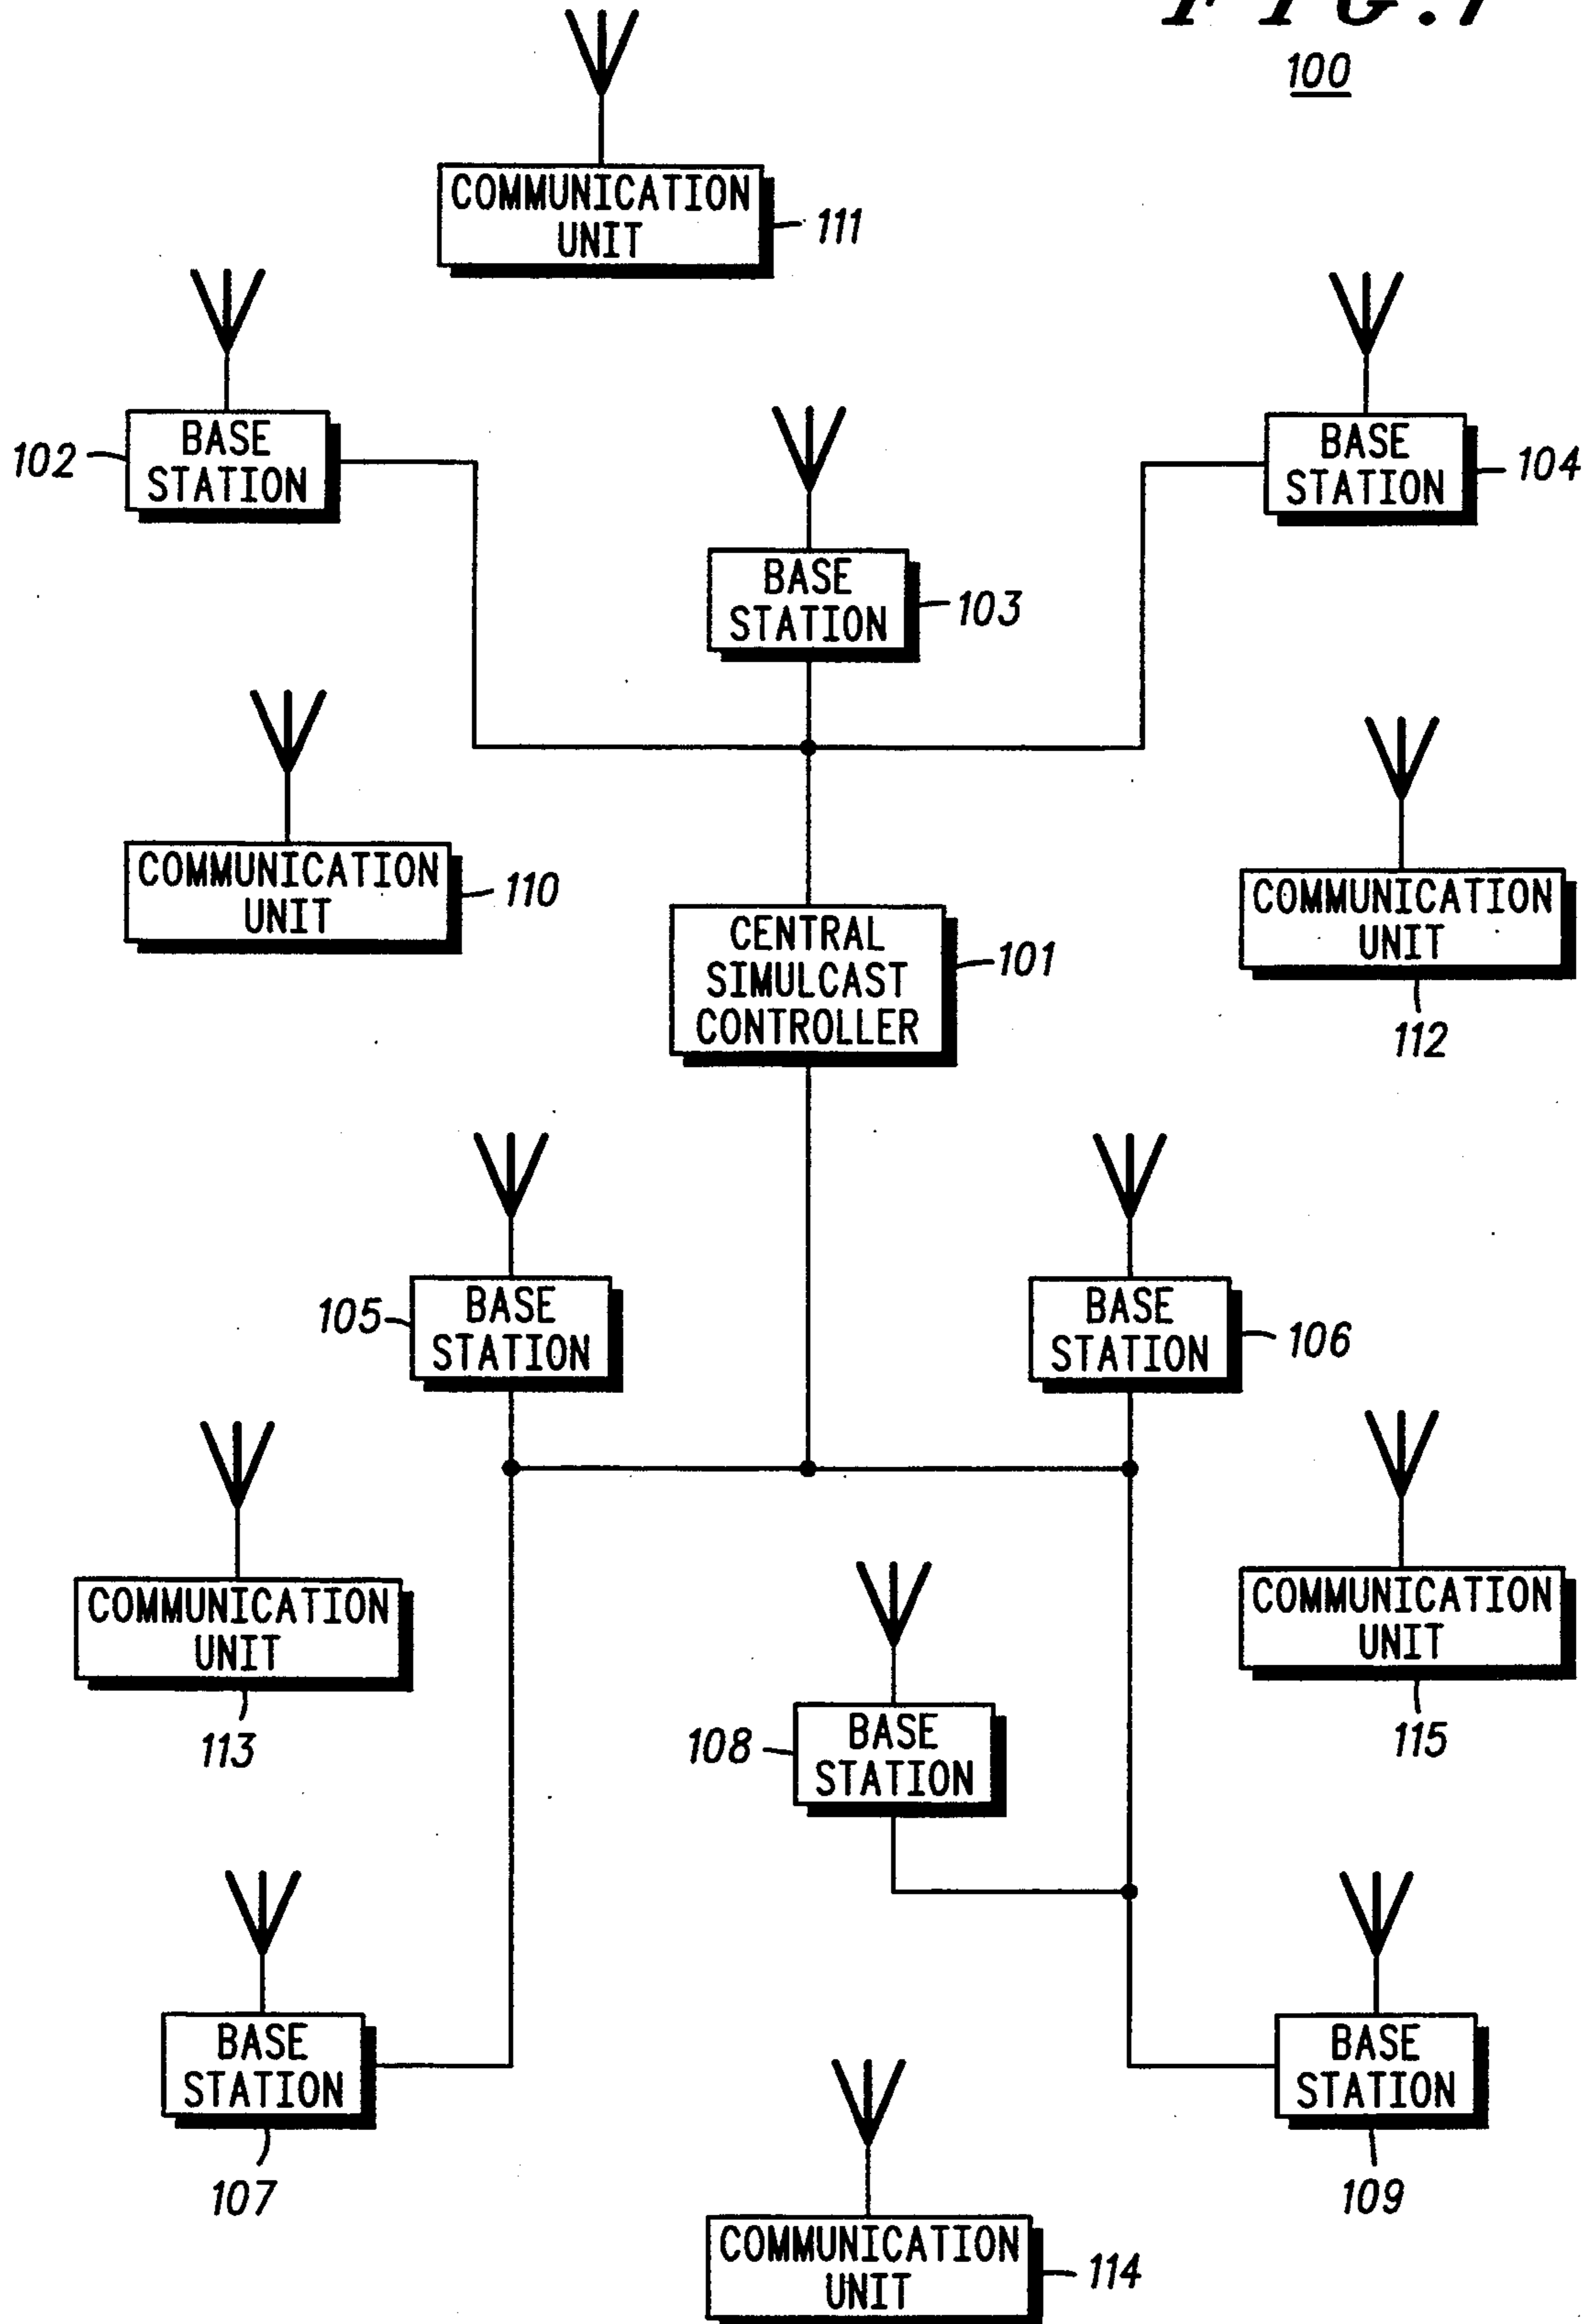 FIG.1
100
COMMUNICATION
UNIT
111
102
BASE
STATION
BASE
STATION
104
BASE
STATION
103
COMMUNICATION
UNIT
110
COMMUNICATION
UNIT
112
CENTRAL
SIMULCAST
CONTROLLER
101
105
BASE
STATION
BASE
STATION
106
COMMUNICATION
UNIT
113
COMMUNICATION
UNIT
115
108
BASE
STATION
BASE
STATION
107
BASE
STATION
109
COMMUNICATION
UNIT
114